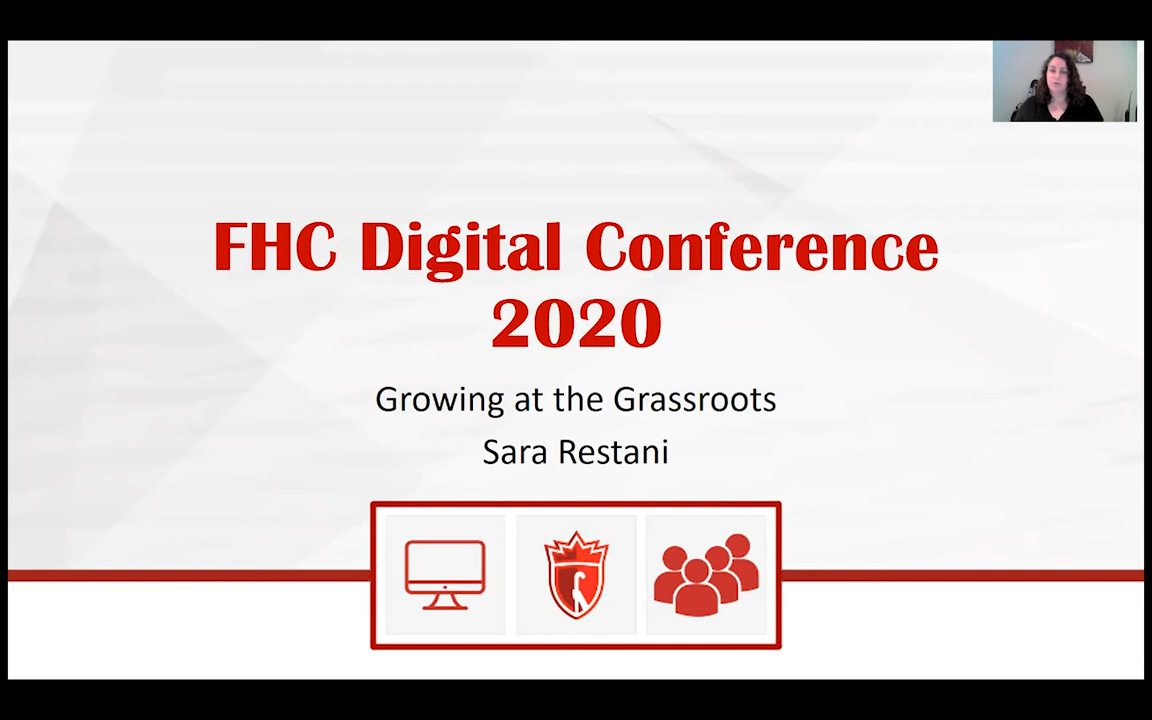 FHC Digital Conference
2020
Growing at the Grassroots
Sara Restani